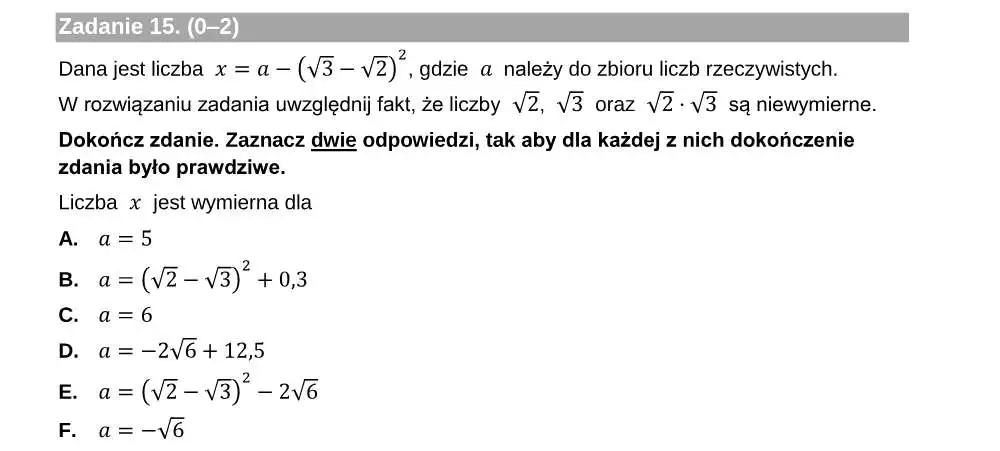 Zadanie 15. (0–2)
Dana jest liczba x = a − (√3 − √2)², gdzie a należy do zbioru liczb rzeczywistych.
W rozwiązaniu zadania uwzględnij fakt, że liczby √2, √3 oraz √2 · √3 są niewymierne.
Dokończ zdanie. Zaznacz dwie odpowiedzi, tak aby dla każdej z nich dokończenie
zdania było prawdziwe.
Liczba x jest wymierna dla
A. a = 5
B. a = (√2 − √3)² + 0,3
C. a = 6
D. a = −2√6 + 12,5
E. a = (√2 − √3)² − 2√6
F. a = −√6